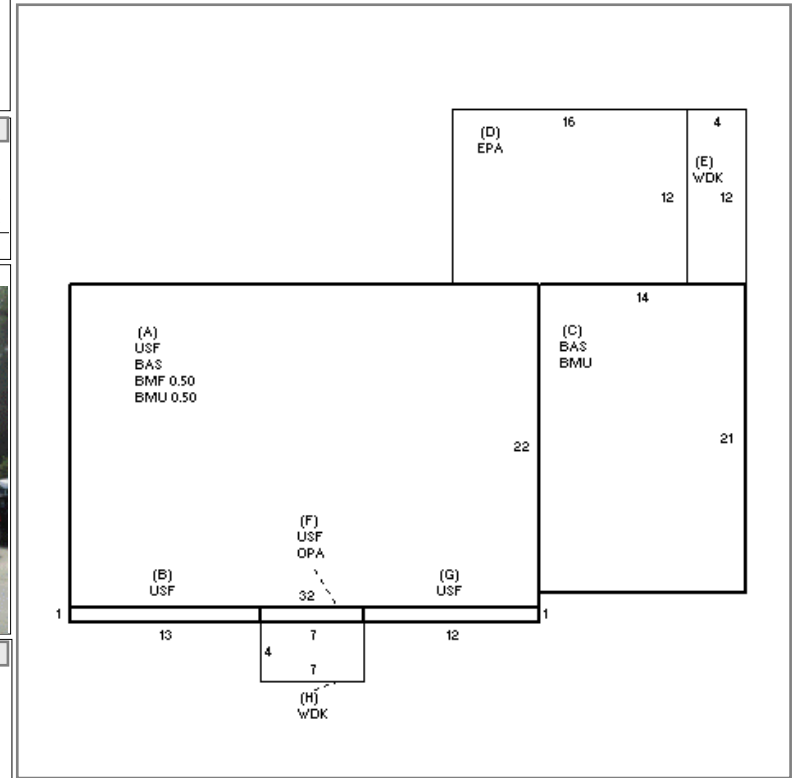 (D)
EPA
16
4
(E)
WDK
12
12
14
(A)
USF
BAS
BMF 0.50
BMU 0.50
(C)
BAS
BMU
22
21
(F)
USF
OPA
(B)
USF
32
(G)
USF
1
1
13
7
12
4
7
(H)
WDK